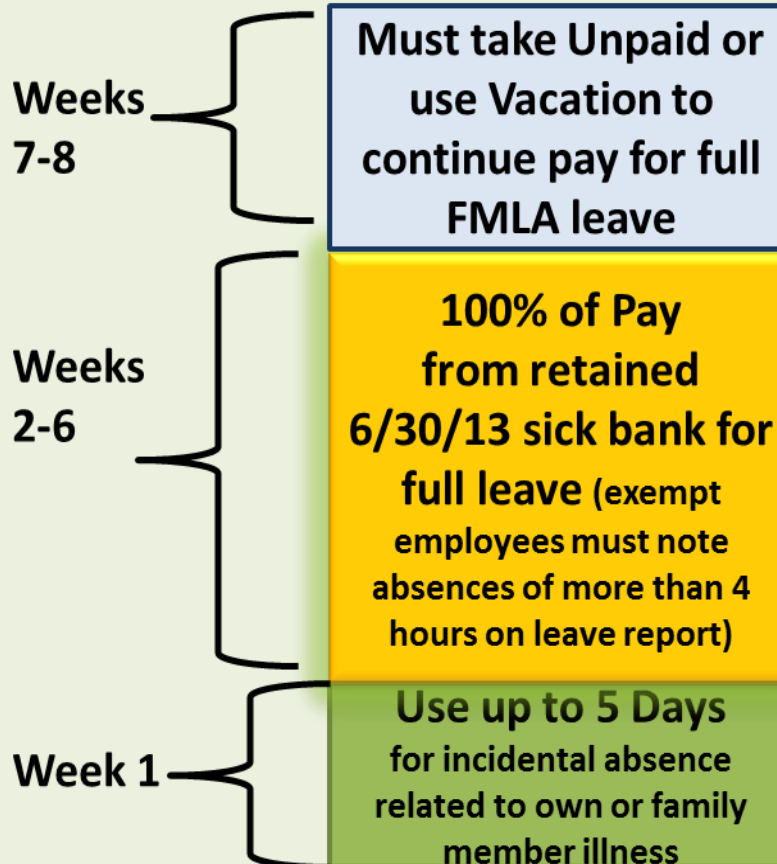 Weeks
7-8
Must take Unpaid or
use Vacation to
continue pay for full
FMLA leave
Weeks
2-6
100% of Pay
from retained
6/30/13 sick bank for
full leave (exempt
employees must note
absences of more than 4
hours on leave report)
Week 1
Use up to 5 Days
for incidental absence
related to own or family
member illness